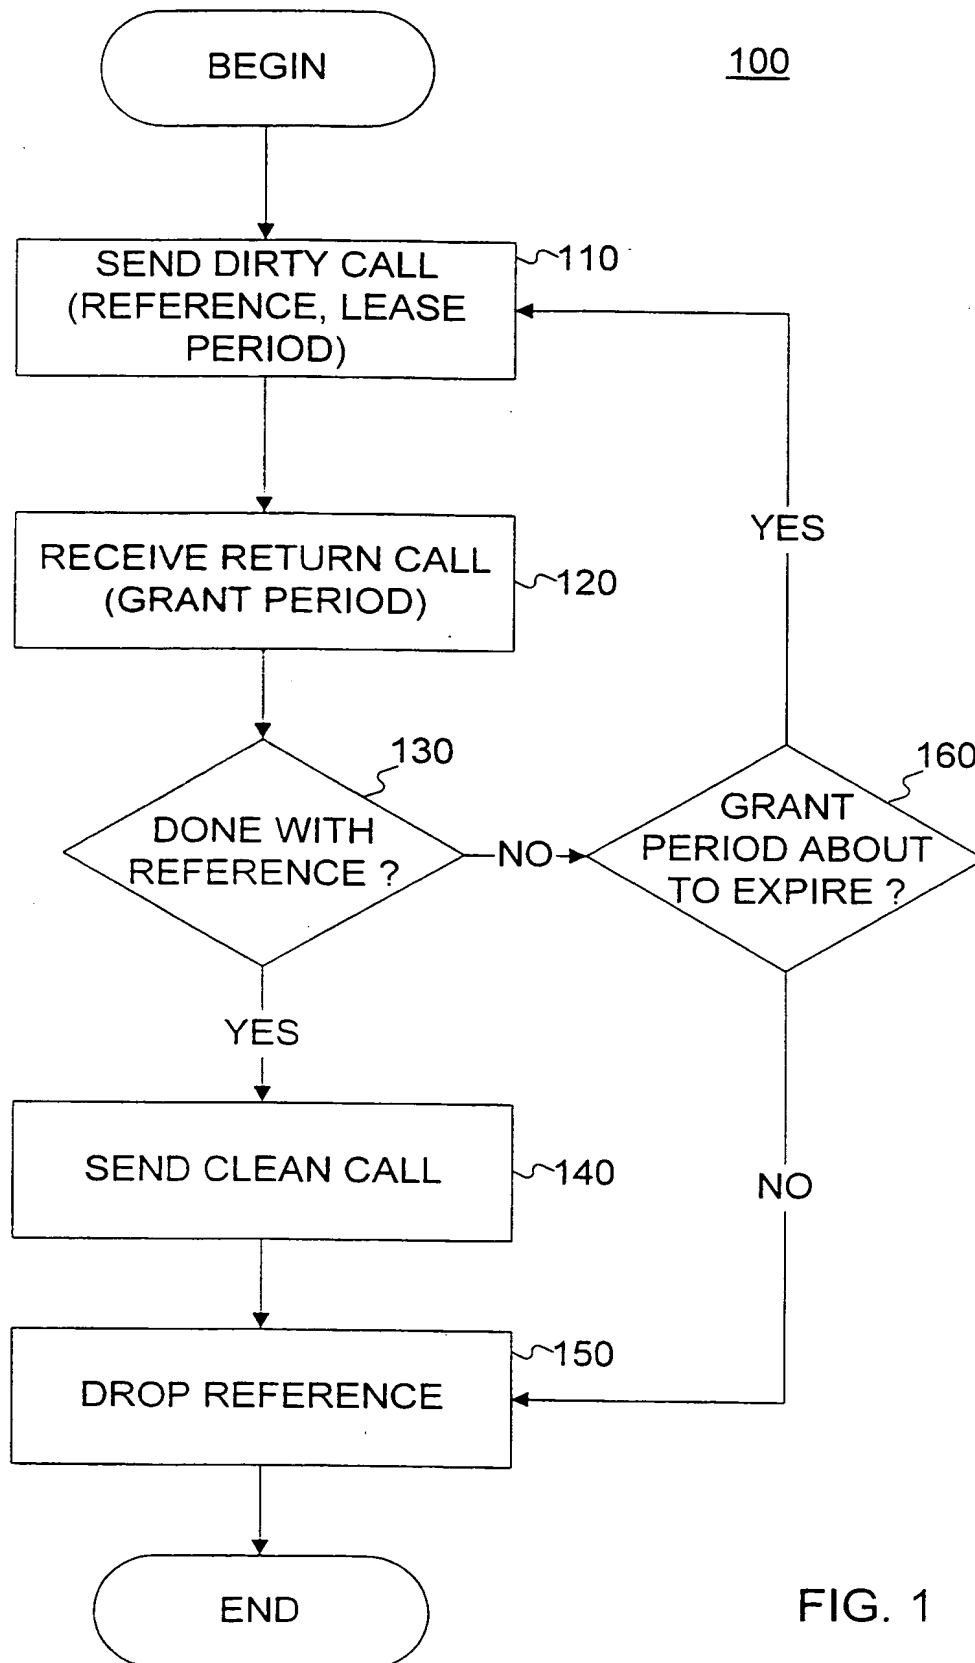 BEGIN
100
SEND DIRTY CALL
(REFERENCE, LEASE
PERIOD)
110
YES
RECEIVE RETURN CALL
(GRANT PERIOD)
120
130
DONE WITH
REFERENCE ?
NO
160
GRANT
PERIOD ABOUT
TO EXPIRE ?
YES
SEND CLEAN CALL
140
NO
DROP REFERENCE
150
END
FIG. 1